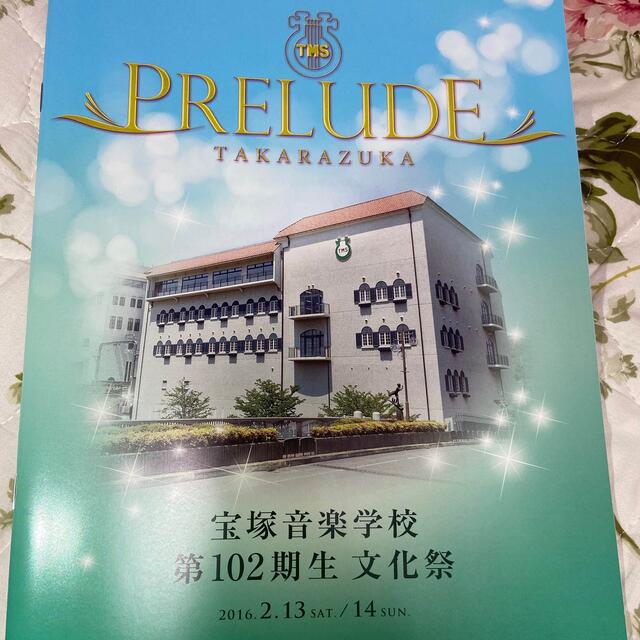 TMS
PRELUDE
TAKARAZUKA
TMS
宝塚音楽学校
第102期生 文化祭
2016. 2.13 SAT. / 14 SUN.